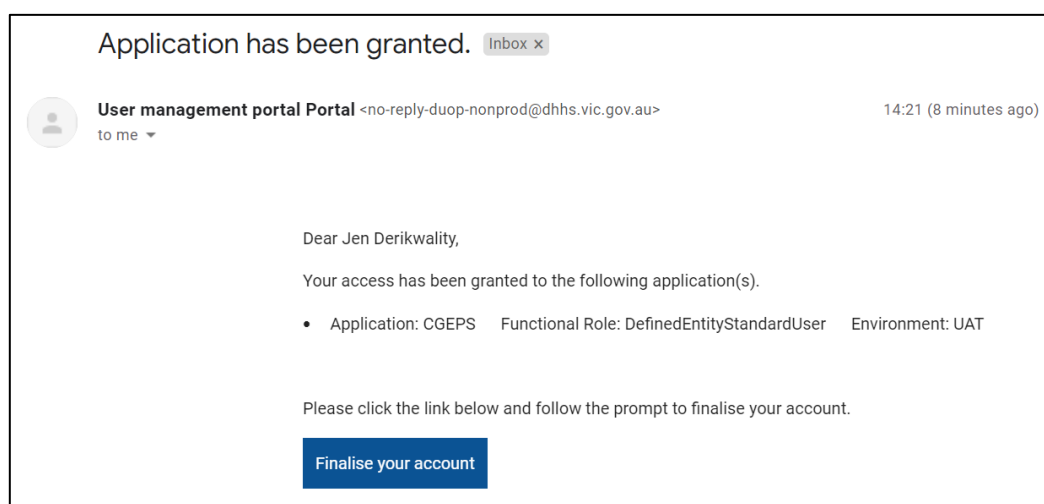 Application has been granted. Inbox x
User management portal Portal <no-reply-duop-nonprod@dhhs.vic.gov.au> 14:21 (8 minutes ago)
to me
Dear Jen Derikwality,
Your access has been granted to the following application(s).
• Application: CGEPS Functional Role: DefinedEntityStandardUser Environment: UAT
Please click the link below and follow the prompt to finalise your account.
Finalise your account